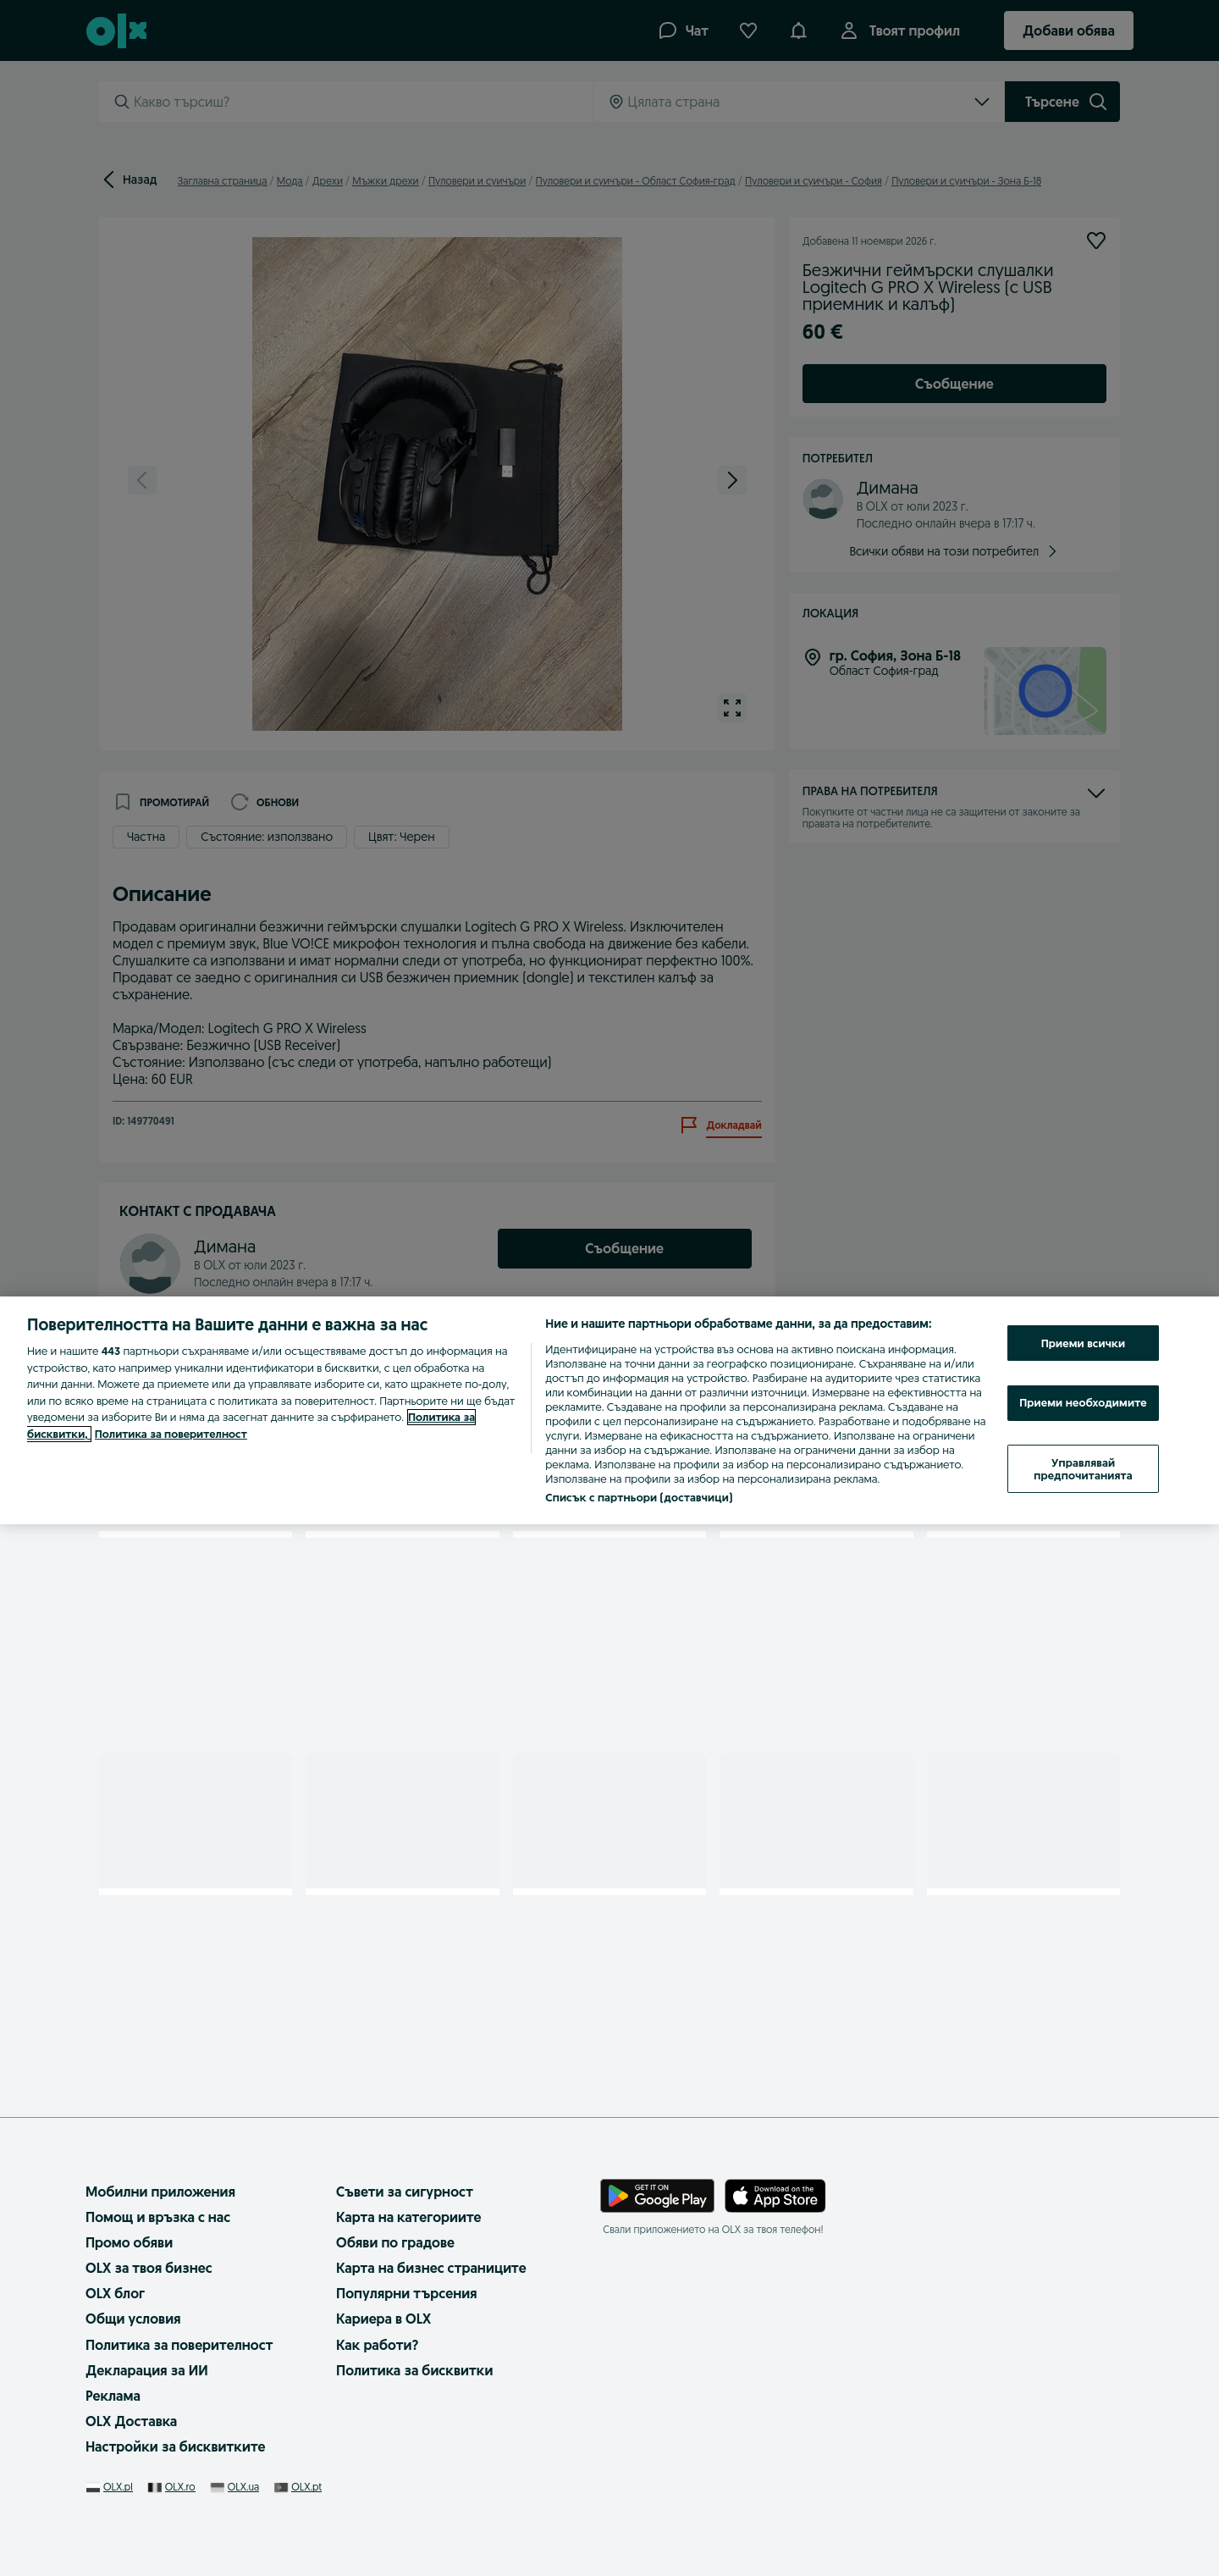 olx
Чат
Твоят профил
Добави обява
Какво търсиш?
Цялата страна
Търсене
Назад
Заглавна страница / Мода / Дрехи / Мъжки дрехи / Пуловери и суичъри / Пуловери и суичъри - Област София-град / Пуловери и суичъри - София / Пуловери и суичъри - Зона Б-18
Добавена 11 ноември 2026 г.
Безжични геймърски слушалки
Logitech G PRO X Wireless (с USB
приемник и калъф)
60 €
Съобщение
ПОТРЕБИТЕЛ
Димана
В OLX от юли 2023 г.
Последно онлайн вчера в 17:17 ч.
Всички обяви на този потребител
ЛОКАЦИЯ
гр. София, Зона Б-18
Област София-град
ПРАВА НА ПОТРЕБИТЕЛЯ
Покупките от частни лица не са защитени от законите за
правата на потребителите.
ПРОМОТИРАЙ
ОБНОВИ
Частна
Състояние: използвано
Цвят: Черен
Описание
Продавам оригинални безжични геймърски слушалки Logitech G PRO X Wireless. Изключителен
модел с премиум звук, Blue VO!CE микрофон технология и пълна свобода на движение без кабели.
Слушалките са използвани и имат нормални следи от употреба, но функционират перфектно 100%.
Продават се заедно с оригиналния си USB безжичен приемник (dongle) и текстилен калъф за
съхранение.
Марка/Модел: Logitech G PRO X Wireless
Свързване: Безжично (USB Receiver)
Състояние: Използвано (със следи от употреба, напълно работещи)
Цена: 60 EUR
ID: 149770491
Докладвай
КОНТАКТ С ПРОДАВАЧА
Димана
В OLX от юли 2023 г.
Последно онлайн вчера в 17:17 ч.
Съобщение
Поверителността на Вашите данни е важна за нас
Ние и нашите 443 партньори съхраняваме и/или осъществяваме достъп до информация на
устройство, като например уникални идентификатори в бисквитки, с цел обработка на
лични данни. Можете да приемете или да управлявате изборите си, като щракнете по-долу,
или по всяко време на страницата с политиката за поверителност. Партньорите ни ще бъдат
уведомени за изборите Ви и няма да засегнат данните за сърфирането. Политика за
бисквитки, Политика за поверителност
Ние и нашите партньори обработваме данни, за да предоставим:
Идентифициране на устройства въз основа на активно поискана информация.
Използване на точни данни за географско позициониране. Съхраняване на и/или
достъп до информация на устройство. Разбиране на аудиториите чрез статистика
или комбинации на данни от различни източници. Измерване на ефективността на
рекламите. Създаване на профили за персонализирана реклама. Създаване на
профили с цел персонализиране на съдържанието. Разработване и подобряване на
услуги. Измерване на ефикасността на съдържанието. Използване на ограничени
данни за избор на съдържание. Използване на ограничени данни за избор на
реклама. Използване на профили за избор на персонализирано съдържанието.
Използване на профили за избор на персонализирана реклама.
Списък с партньори (доставчици)
Приеми всички
Приеми необходимите
Управлявай
предпочитанията
Мобилни приложения
Помощ и връзка с нас
Промо обяви
OLX за твоя бизнес
OLX блог
Общи условия
Политика за поверителност
Декларация за ИИ
Реклама
OLX Доставка
Настройки за бисквитките
Съвети за сигурност
Карта на категориите
Обяви по градове
Карта на бизнес страниците
Популярни търсения
Кариера в OLX
Как работи?
Политика за бисквитки
GET IT ON
Google Play
Download on the
App Store
Свали приложението на OLX за твоя телефон!
OLX.pl
OLX.ro
OLX.ua
OLX.pt